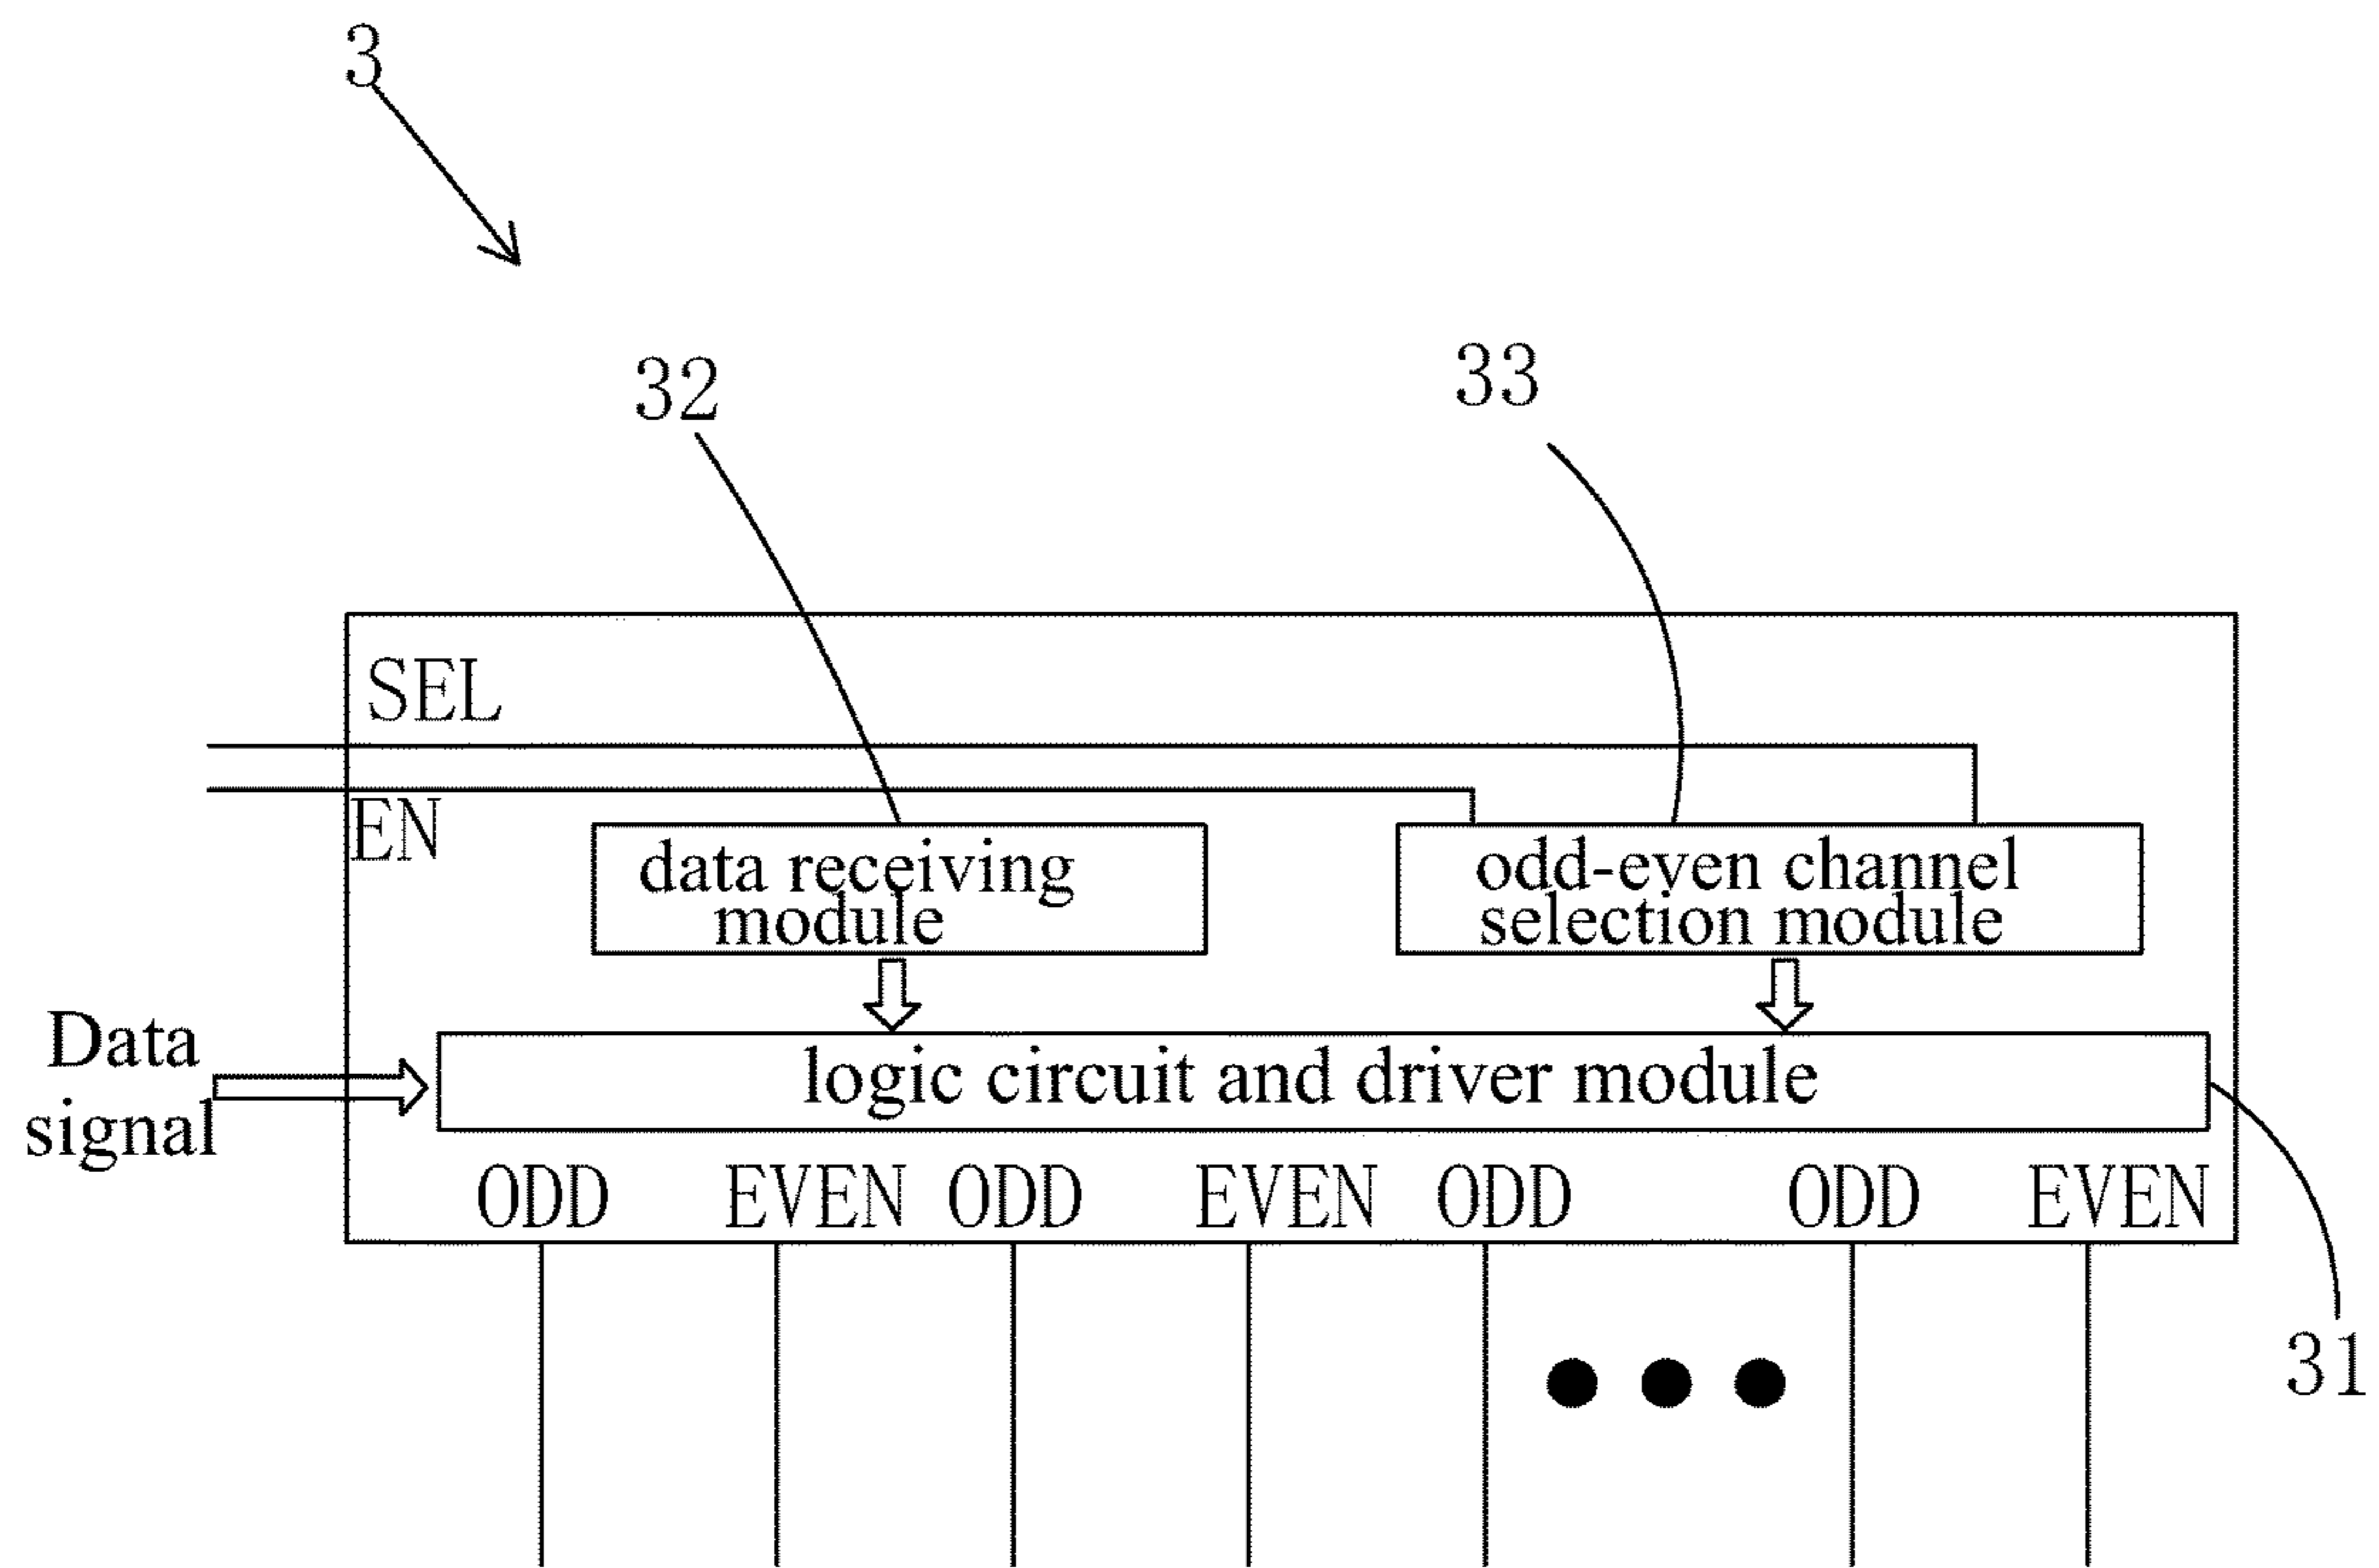 3
32
33
SEL
EN
data receiving
module
odd-even channel
selection module
Data
signal
logic circuit and driver module
ODD EVEN ODD EVEN ODD ODD EVEN
31